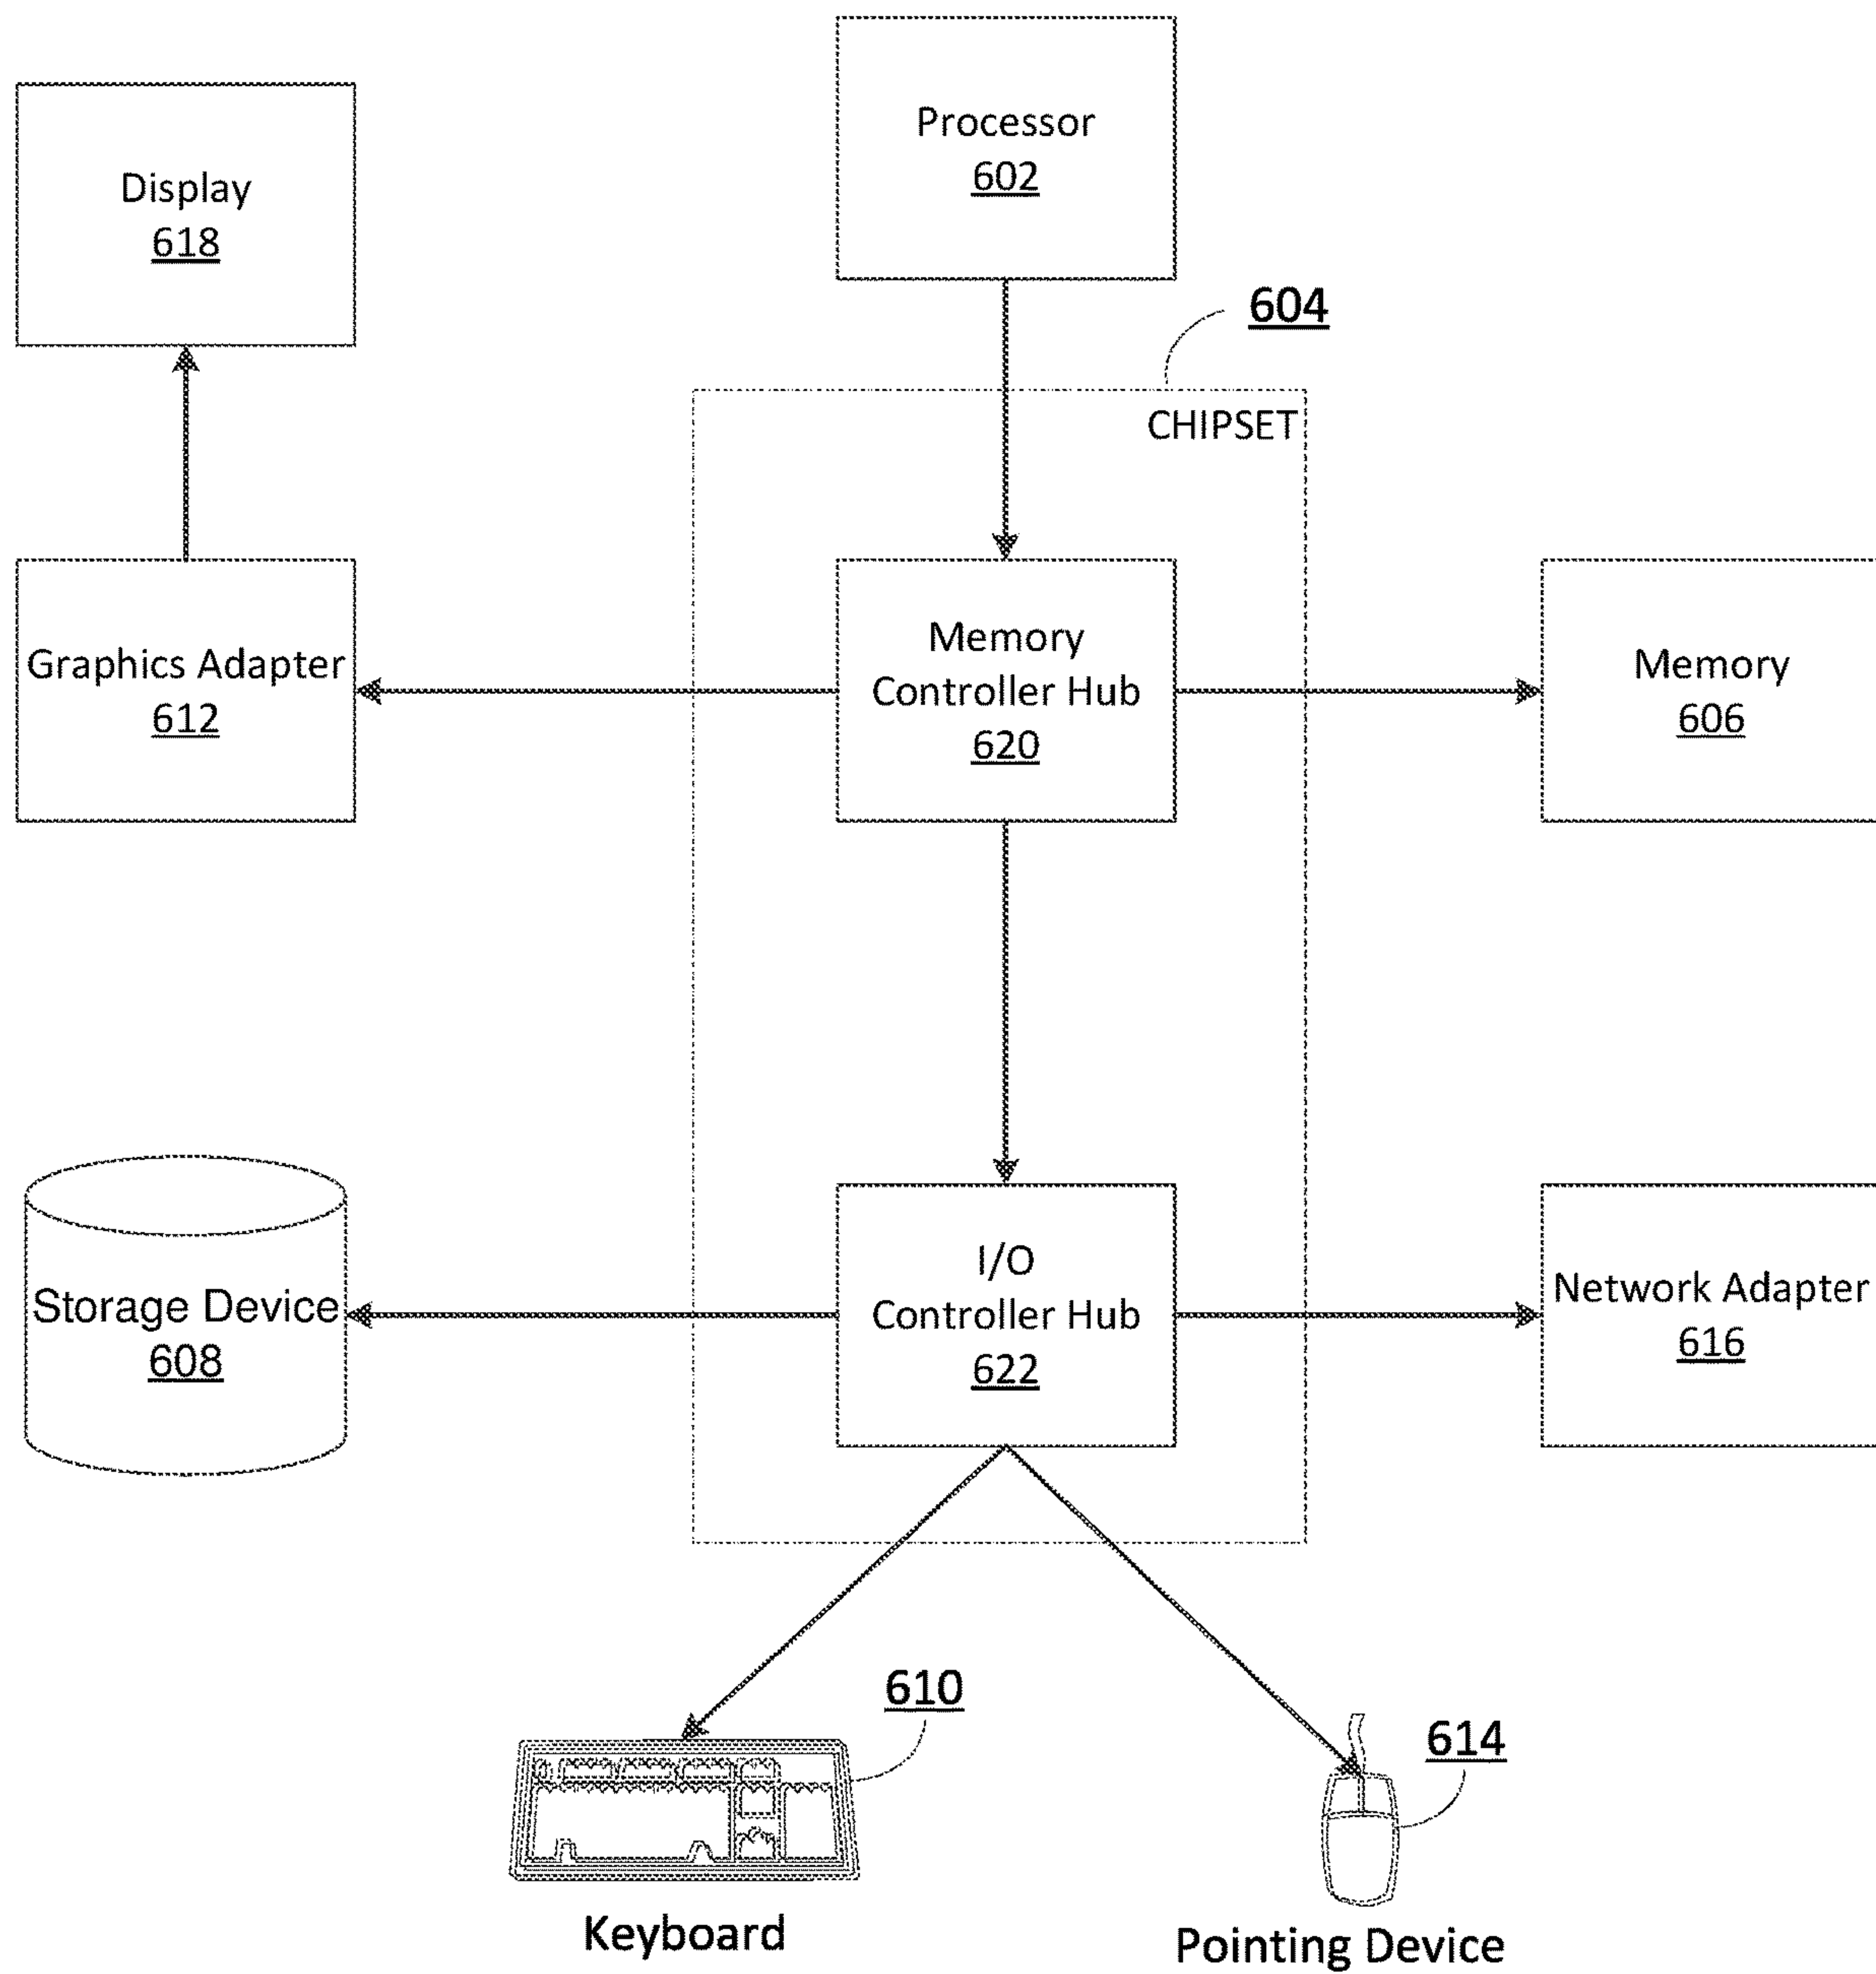 Processor
602
Display
618
604
CHIPSET
Graphics Adapter
612
Memory
Controller Hub
620
Memory
606
Storage Device
608
I/O
Controller Hub
622
Network Adapter
616
610
614
Keyboard
Pointing Device